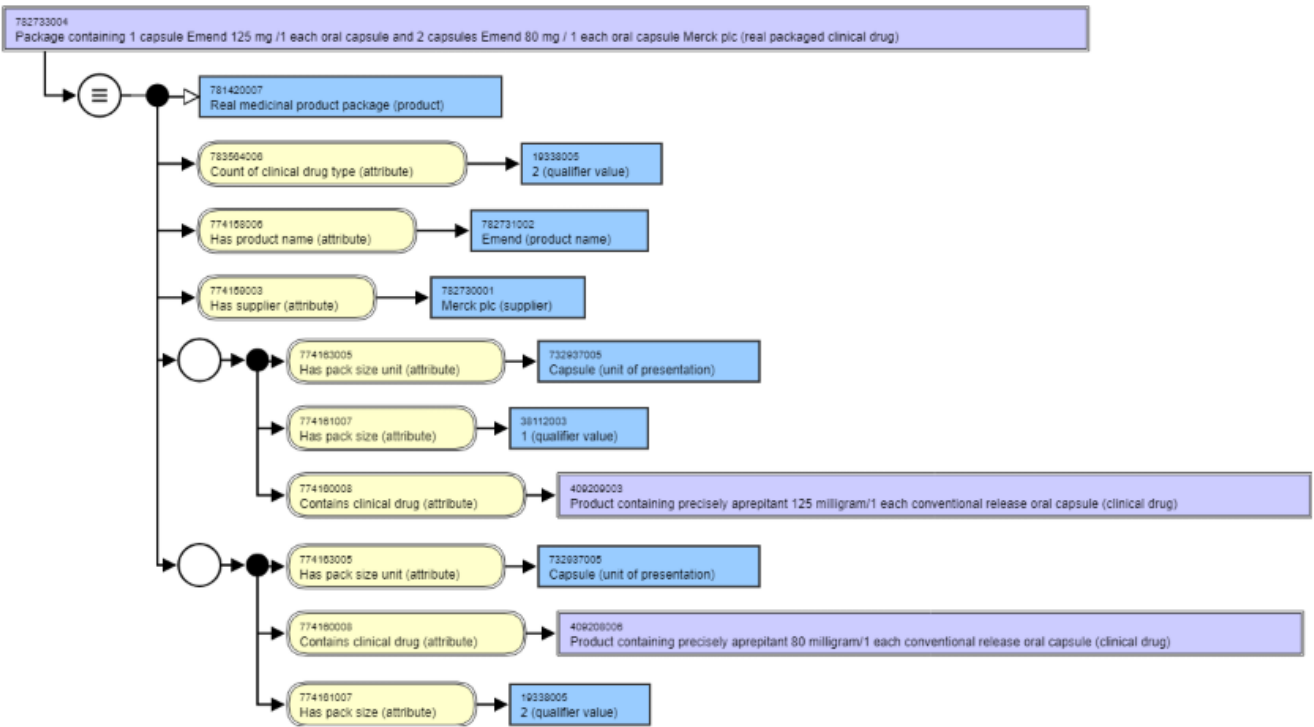 782733004
Package containing 1 capsule Emend 125 mg /1 each oral capsule and 2 capsules Emend 80 mg / 1 each oral capsule Merck plc (real packaged clinical drug)
781420007
Real medicinal product package (product)
783564006
Count of clinical drug type (attribute)
19338005
2 (qualifier value)
774158006
Has product name (attribute)
782731002
Emend (product name)
774159003
Has supplier (attribute)
782730001
Merck plc (supplier)
774163005
Has pack size unit (attribute)
732937005
Capsule (unit of presentation)
774161007
Has pack size (attribute)
38112003
1 (qualifier value)
774160008
Contains clinical drug (attribute)
409209003
Product containing precisely aprepitant 125 milligram/1 each conventional release oral capsule (clinical drug)
774163005
Has pack size unit (attribute)
732937005
Capsule (unit of presentation)
774160008
Contains clinical drug (attribute)
409208006
Product containing precisely aprepitant 80 milligram/1 each conventional release oral capsule (clinical drug)
774161007
Has pack size (attribute)
19338005
2 (qualifier value)